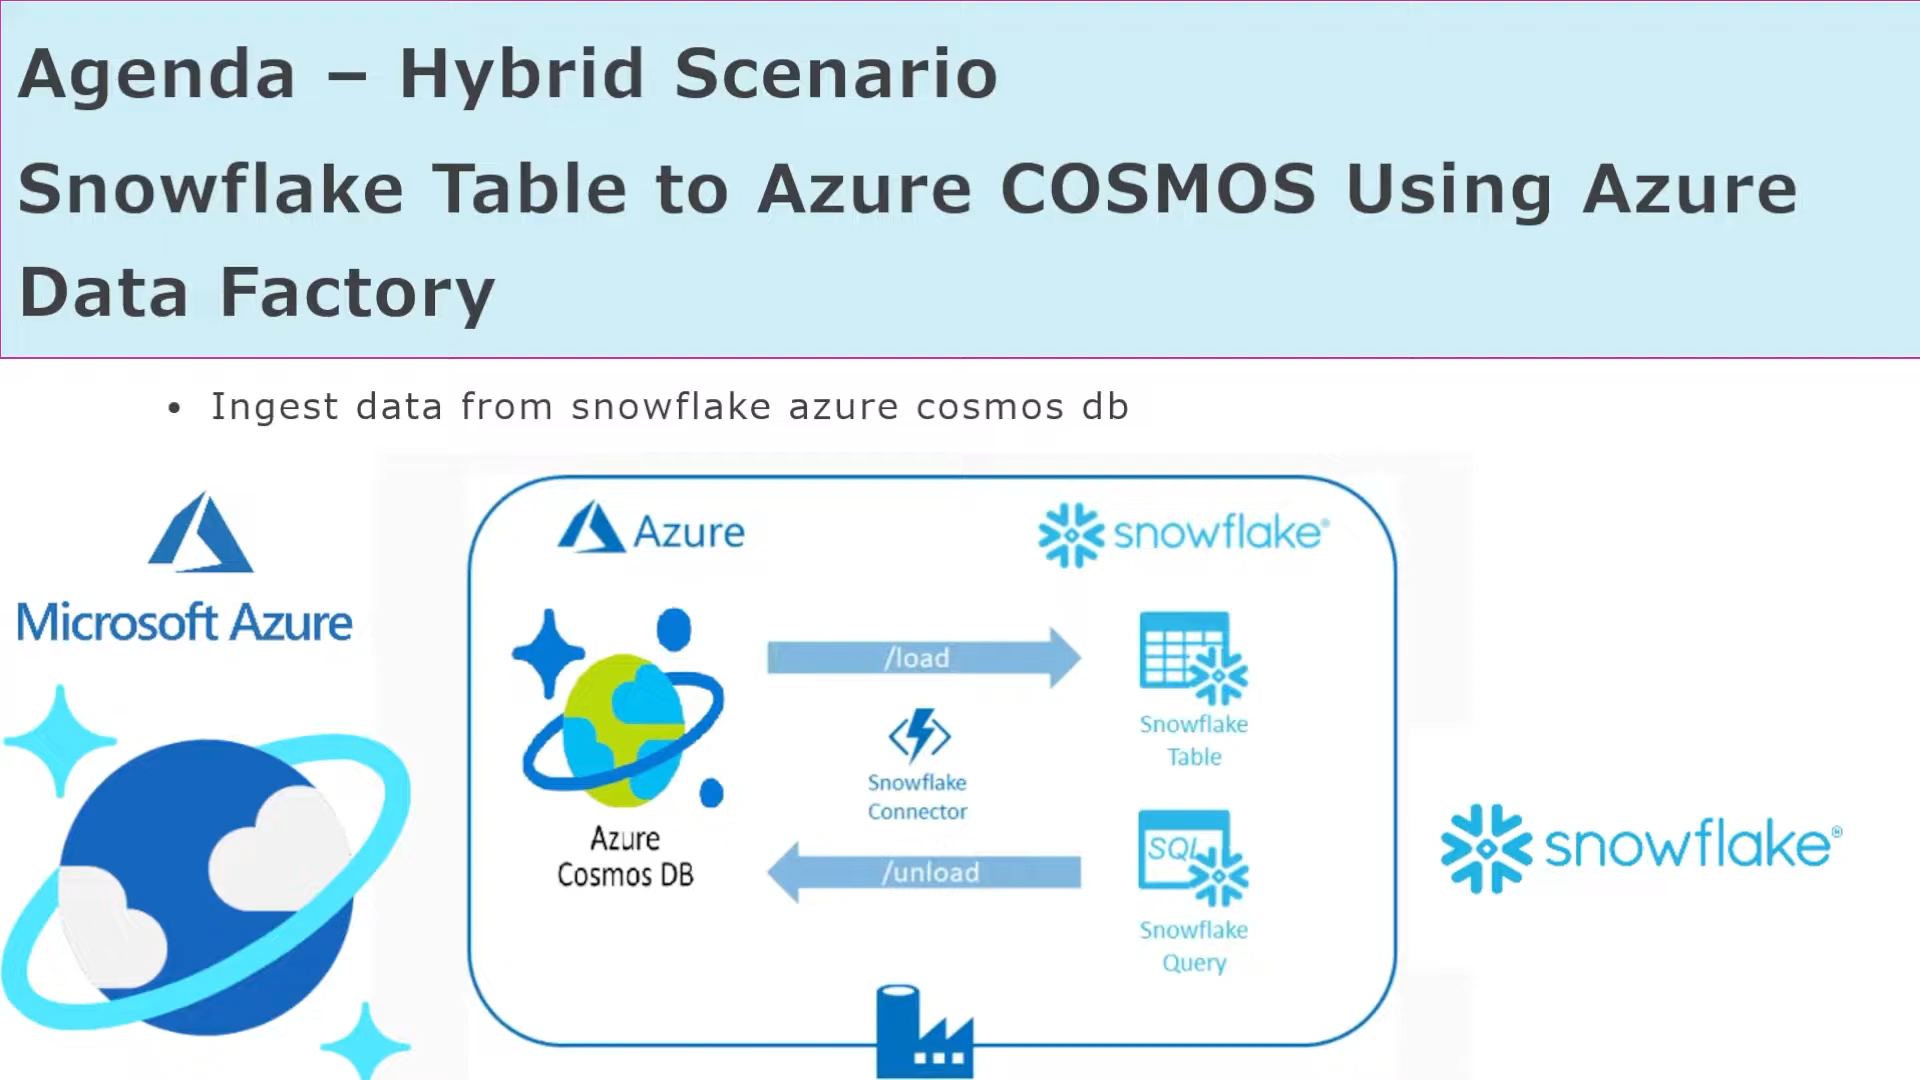 Agenda – Hybrid Scenario
Snowflake Table to Azure COSMOS Using Azure
Data Factory
• Ingest data from snowflake azure cosmos db
Microsoft Azure
Azure
snowflake®
/load
Snowflake
Table
Snowflake
Connector
Azure
Cosmos DB
/unload
SQL
Snowflake
Query
snowflake®